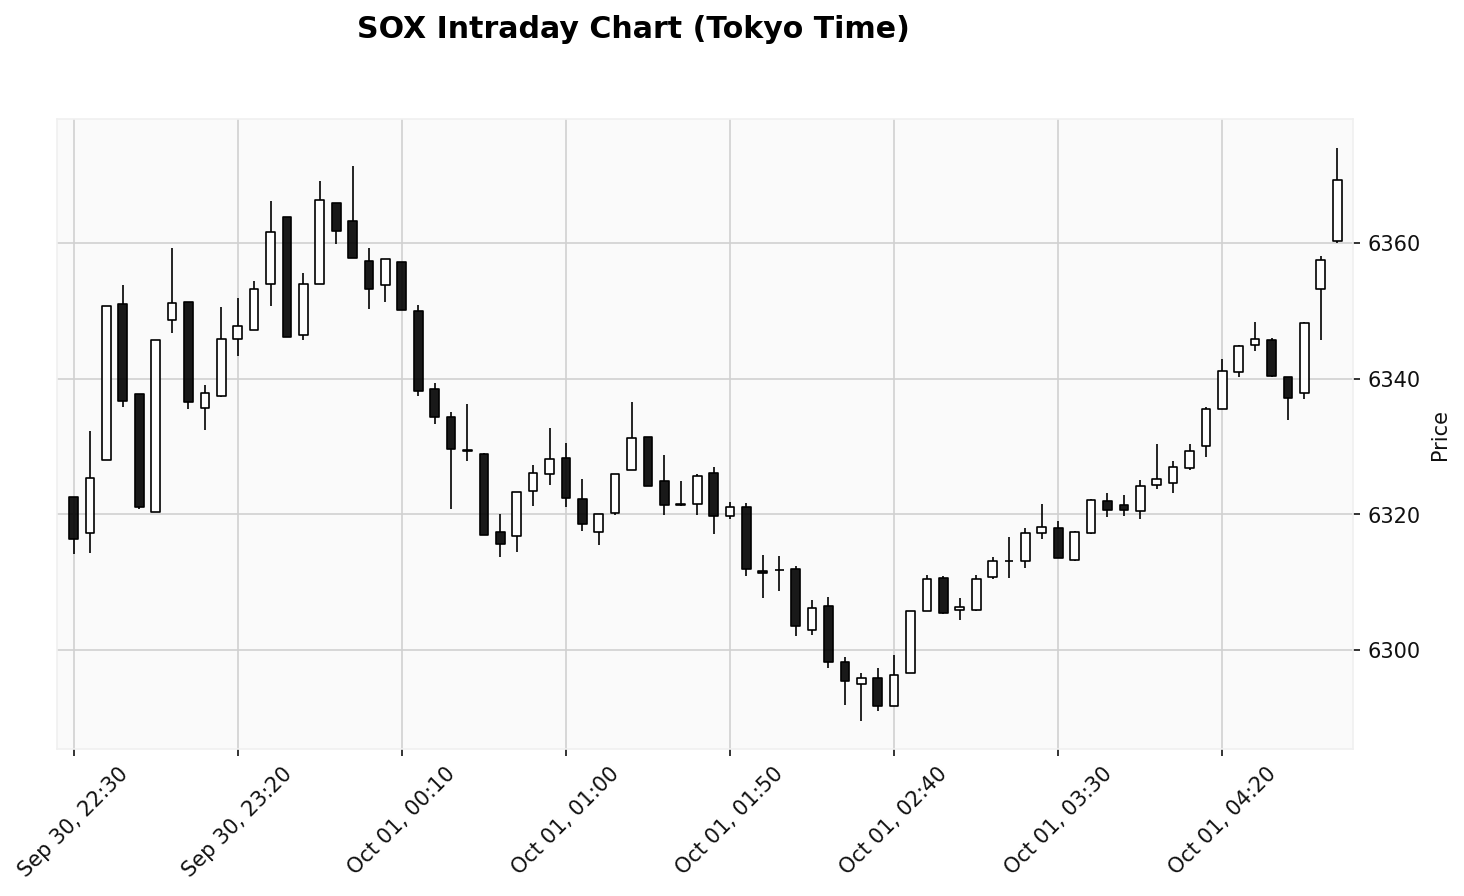 SOX Intraday Chart (Tokyo Time)
6360
6340
6320
6300
Price
Sep 30, 22:30
Sep 30, 23:20
Oct 01, 00:10
Oct 01, 01:00
Oct 01, 01:50
Oct 01, 02:40
Oct 01, 03:30
Oct 01, 04:20